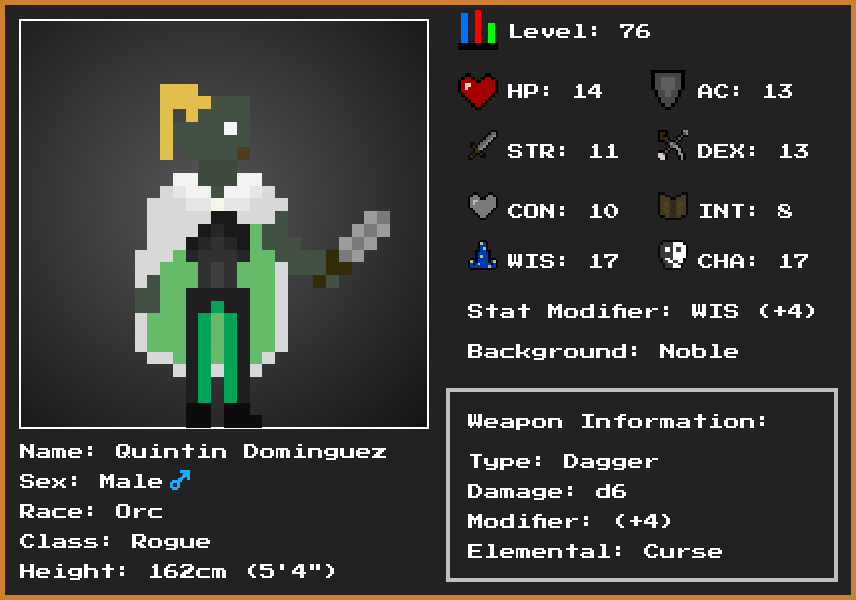 Level: 76
HP: 14 AC: 13
STR: 11 DEX: 13
CON: 10 INT: 8
WIS: 17 CHA: 17
Stat Modifier: WIS (+4)
Background: Noble
Weapon Information:
Type: Dagger
Damage: d6
Modifier: (+4)
Elemental: Curse
Name: Quintin Dominguez
Sex: Male♂
Race: Orc
Class: Rogue
Height: 162cm (5'4")